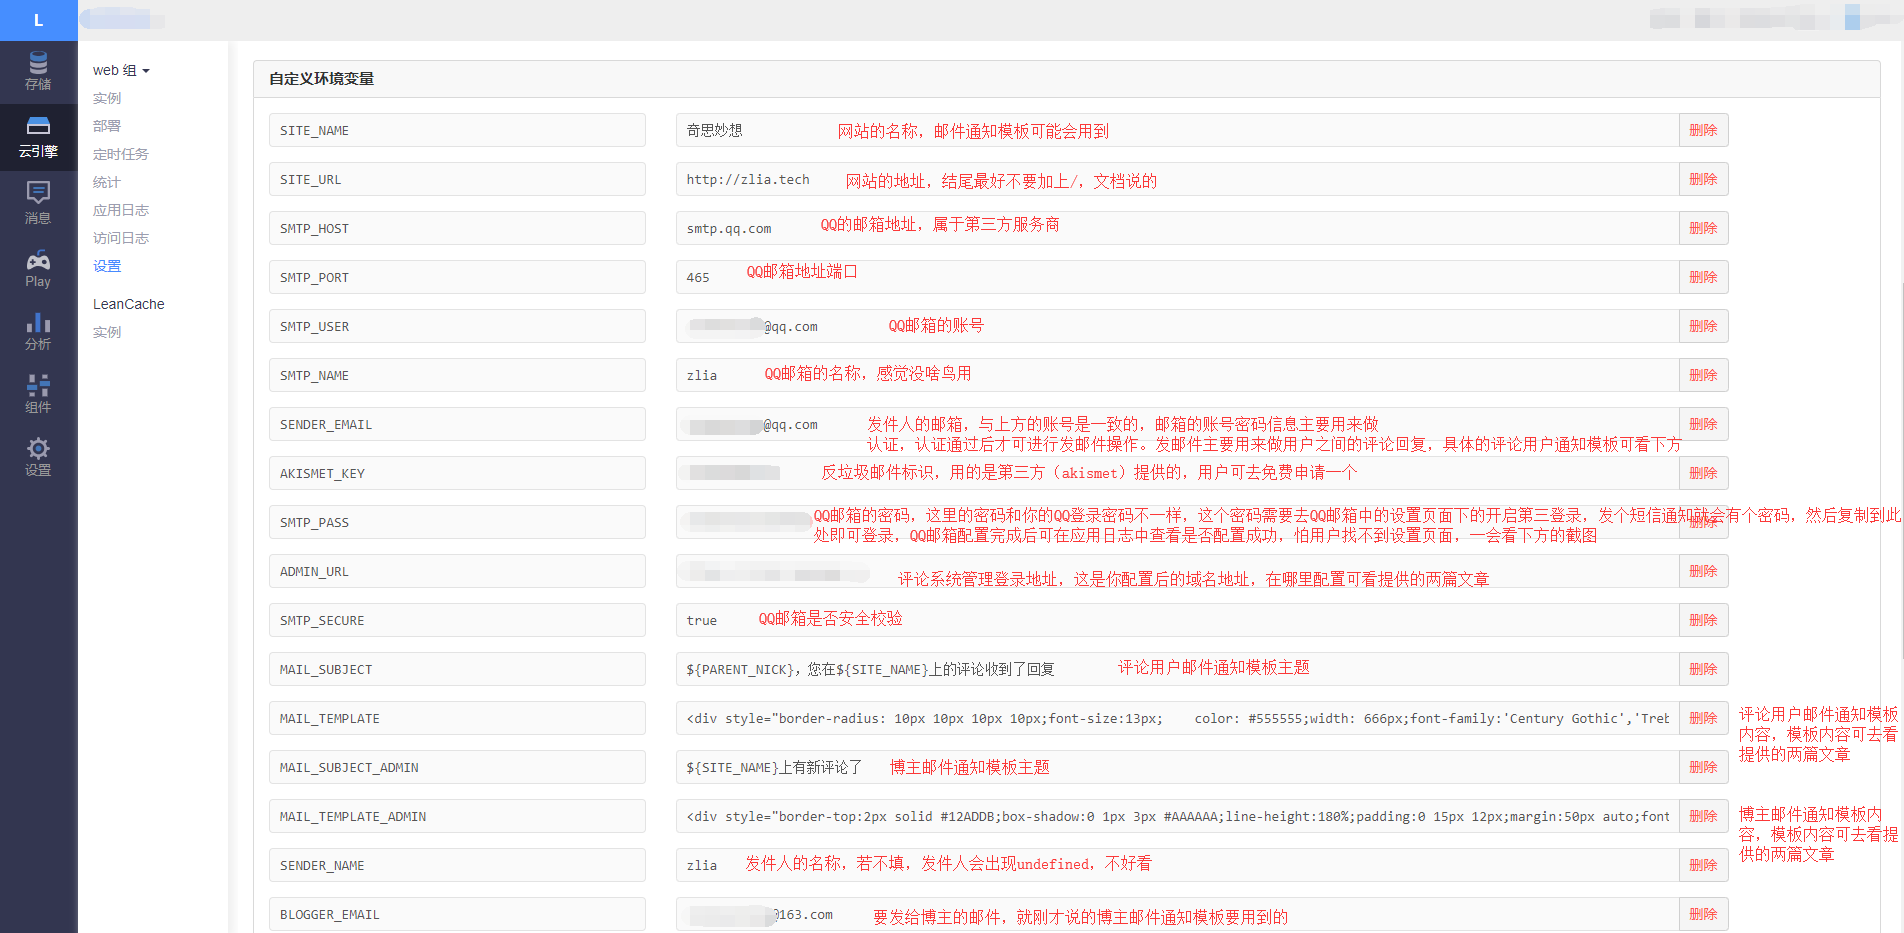 L
存储
云引擎
消息
Play
分析
组件
设置
web 组
实例
部署
定时任务
统计
应用日志
访问日志
设置
LeanCache
实例
自定义环境变量
SITE_NAME 奇思妙想 网站的名称，邮件通知模板可能会用到 删除
SITE_URL http://zlia.tech 网站的地址，结尾最好不要加上/，文档说的 删除
SMTP_HOST smtp.qq.com QQ的邮箱地址，属于第三方服务商 删除
SMTP_PORT 465 QQ邮箱地址端口 删除
SMTP_USER @qq.com QQ邮箱的账号 删除
SMTP_NAME zlia QQ邮箱的名称，感觉没啥鸟用 删除
SENDER_EMAIL @qq.com 发件人的邮箱，与上方的账号是一致的，邮箱的账号密码信息主要用来做 删除
认证，认证通过后才可进行发邮件操作。发邮件主要用来做用户之间的评论回复，具体的评论用户通知模板可看下方
AKISMET_KEY 反垃圾邮件标识，用的是第三方（akismet）提供的，用户可去免费申请一个 删除
SMTP_PASS QQ邮箱的密码，这里的密码和你的QQ登录密码不一样，这个密码需要去QQ邮箱中的设置页面下的开启第三登录，发个短信通知就会有个密码，然后复制到此 删除
处即可登录，QQ邮箱配置完成后可在应用日志中查看是否配置成功，怕用户找不到设置页面，一会看下方的截图
ADMIN_URL 评论系统管理登录地址，这是你配置后的域名地址，在哪里配置可看提供的两篇文章 删除
SMTP_SECURE true QQ邮箱是否安全校验 删除
MAIL_SUBJECT ${PARENT_NICK}，您在${SITE_NAME}上的评论收到了回复 评论用户邮件通知模板主题 删除
MAIL_TEMPLATE <div style="border-radius: 10px 10px 10px 10px;font-size:13px; color: #555555;width: 666px;font-family:'Century Gothic','Treb 删除
评论用户邮件通知模板
内容，模板内容可去看
提供的两篇文章
MAIL_SUBJECT_ADMIN ${SITE_NAME}上有新评论了 博主邮件通知模板主题 删除
MAIL_TEMPLATE_ADMIN <div style="border-top:2px solid #12ADDB;box-shadow:0 1px 3px #AAAAAA;line-height:180%;padding:0 15px 12px;margin:50px auto;font 删除
博主邮件通知模板内
容，模板内容可去看提
供的两篇文章
SENDER_NAME zlia 发件人的名称，若不填，发件人会出现undefined，不好看 删除
BLOGGER_EMAIL @163.com 要发给博主的邮件，就刚才说的博主邮件通知模板要用到的 删除